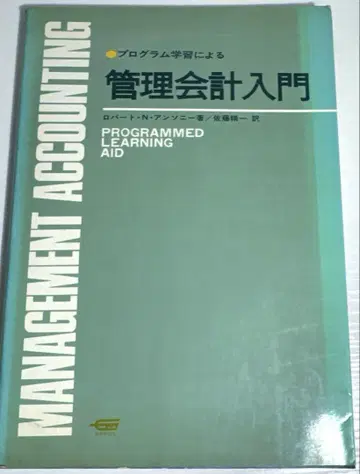 プログラム学習による
管理会計入門
ロバート・N・アンソニー著/佐藤精一 訳
PROGRAMMED
LEARNING
AID
MANAGEMENT ACCOUNTING